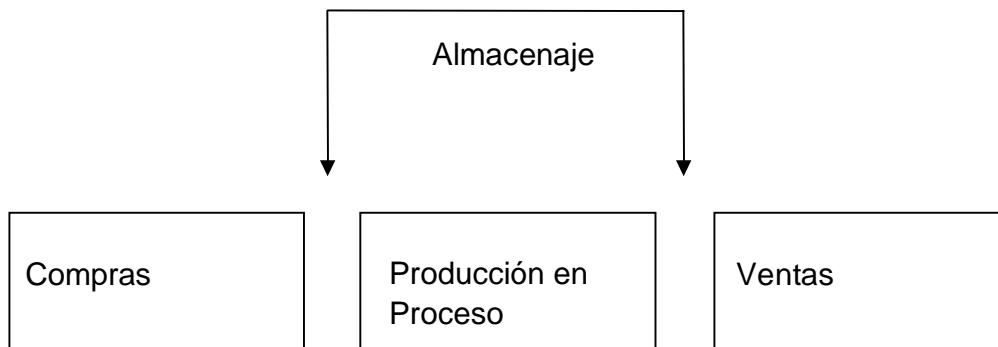 Almacenaje
Compras
Producción en
Proceso
Ventas